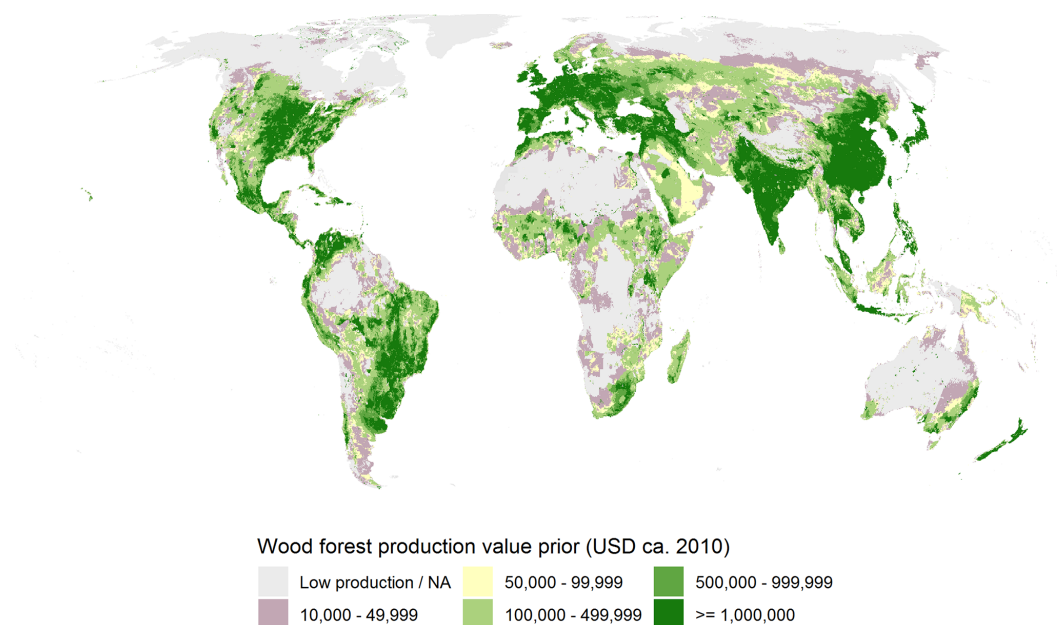 Wood forest production value prior (USD ca. 2010)
Low production / NA 50,000 - 99,999 500,000 - 999,999
10,000 - 49,999 100,000 - 499,999 >= 1,000,000